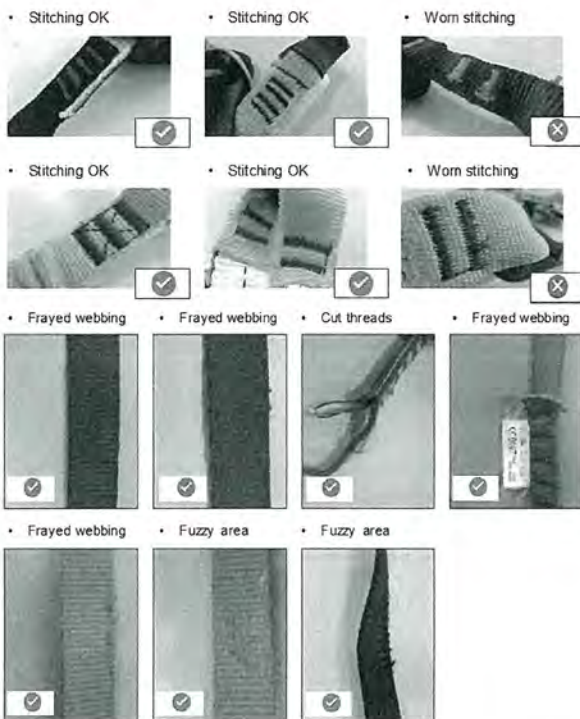 • Stitching OK
• Stitching OK
• Worn stitching
• Stitching OK
• Stitching OK
• Worn stitching
• Frayed webbing
• Frayed webbing
• Cut threads
• Frayed webbing
• Frayed webbing
• Fuzzy area
• Fuzzy area